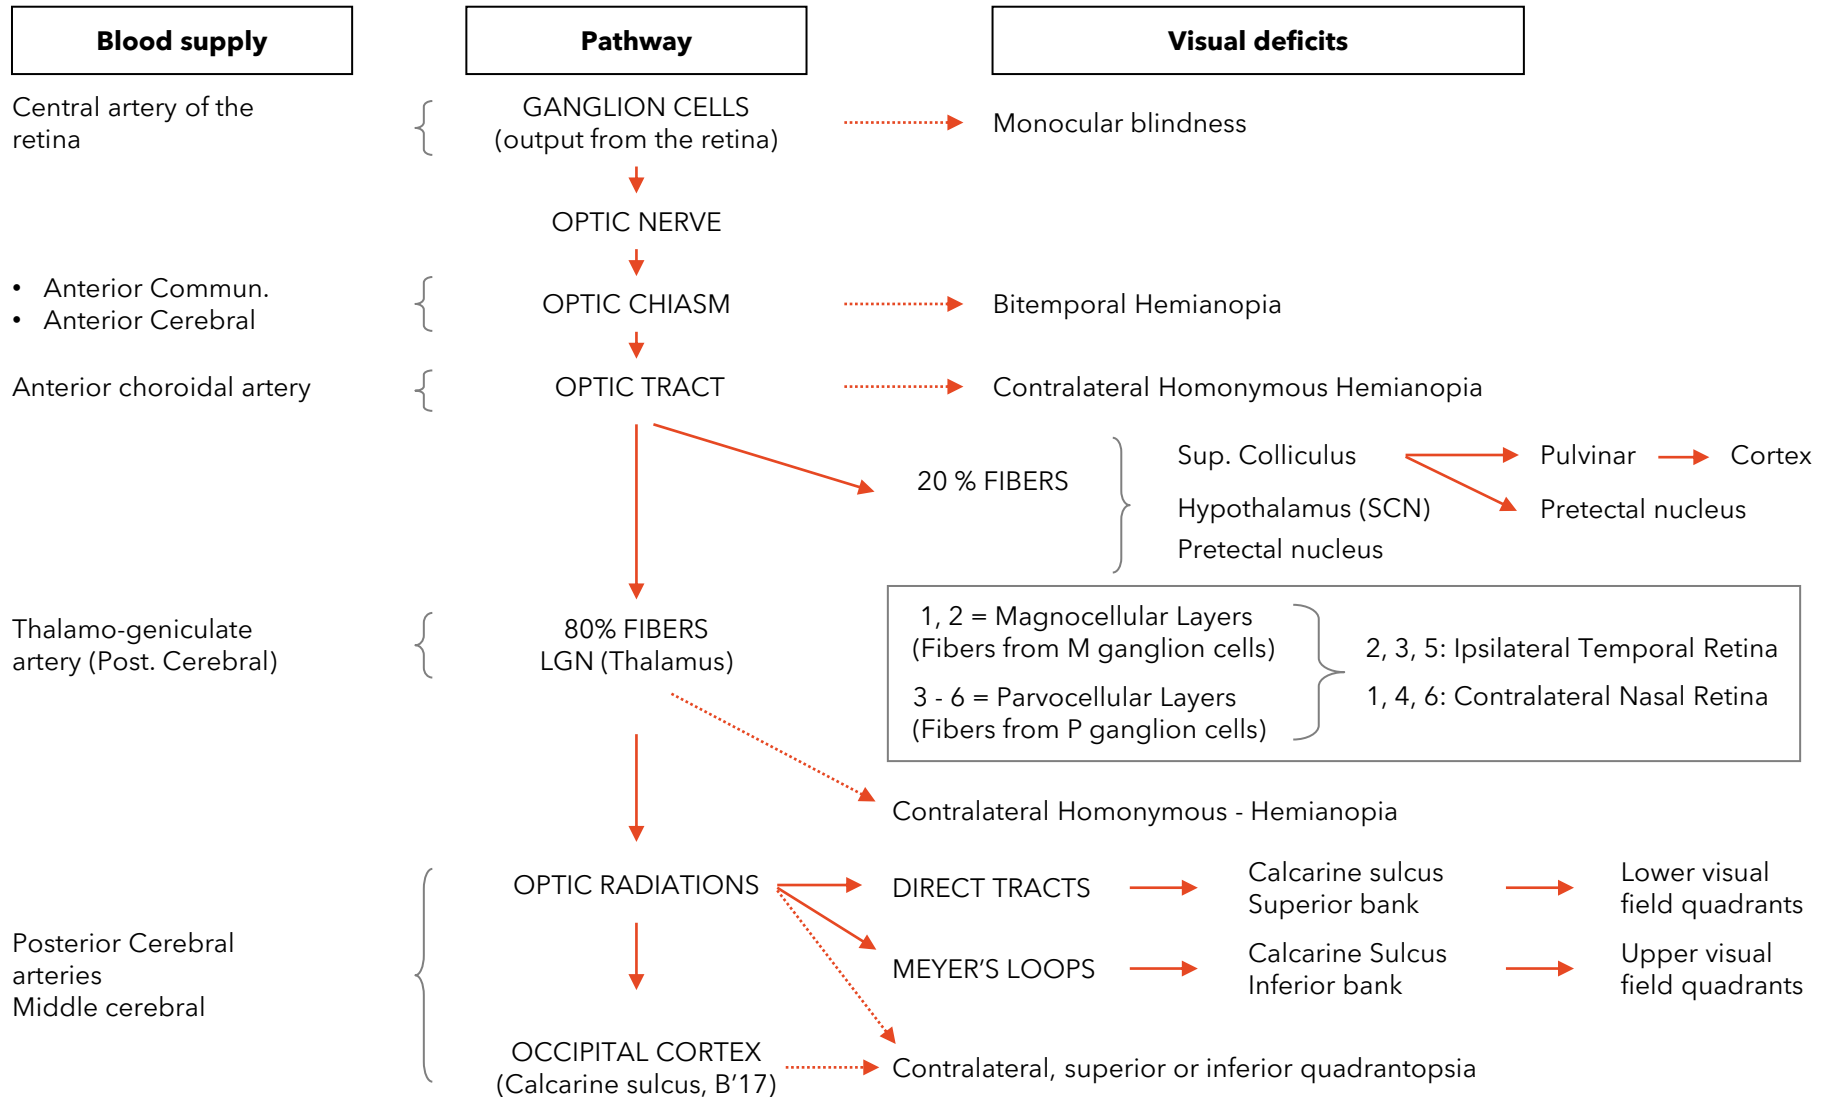 Blood supply
Pathway
Visual deficits
Central artery of the
retina
GANGLION CELLS
(output from the retina)
Monocular blindness
OPTIC NERVE
• Anterior Commun.
• Anterior Cerebral
OPTIC CHIASM
Bitemporal Hemianopia
Anterior choroidal artery
OPTIC TRACT
Contralateral Homonymous Hemianopia
20 % FIBERS
Sup. Colliculus
Pulvinar
Cortex
Hypothalamus (SCN)
Pretectal nucleus
Pretectal nucleus
Thalamo-geniculate
artery (Post. Cerebral)
80% FIBERS
LGN (Thalamus)
1, 2 = Magnocellular Layers
(Fibers from M ganglion cells)
3 - 6 = Parvocellular Layers
(Fibers from P ganglion cells)
2, 3, 5: Ipsilateral Temporal Retina
1, 4, 6: Contralateral Nasal Retina
Contralateral Homonymous - Hemianopia
Posterior Cerebral
arteries
Middle cerebral
OPTIC RADIATIONS
DIRECT TRACTS
Calcarine sulcus
Superior bank
Lower visual
field quadrants
MEYER’S LOOPS
Calcarine Sulcus
Inferior bank
Upper visual
field quadrants
OCCIPITAL CORTEX
(Calcarine sulcus, B’17)
Contralateral, superior or inferior quadrantopsia